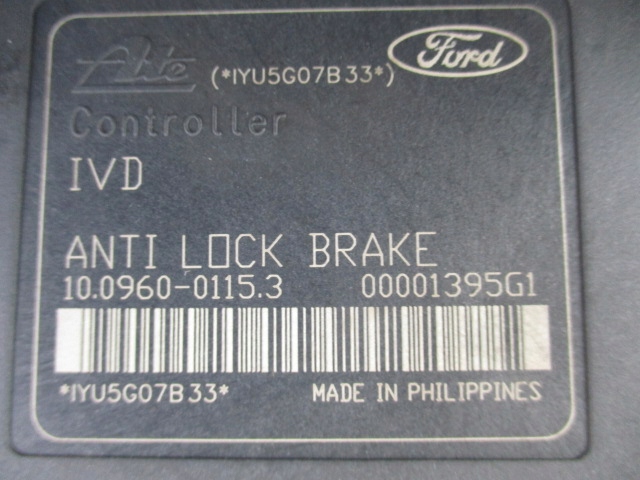 Ate (*IYU5G07B33*) Ford
Controller
IVD
ANTI LOCK BRAKE
10.0960-0115.3 00001395G1
*IYU5G07B33* MADE IN PHILIPPINES